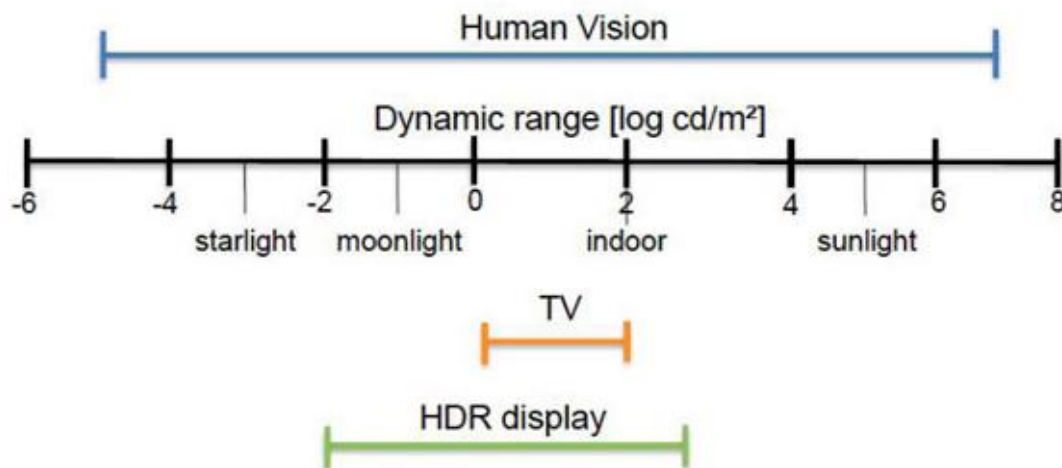 Human Vision
Dynamic range [log cd/m²]
-6 -4 -2 0 2 4 6 8
starlight moonlight indoor sunlight
TV
HDR display